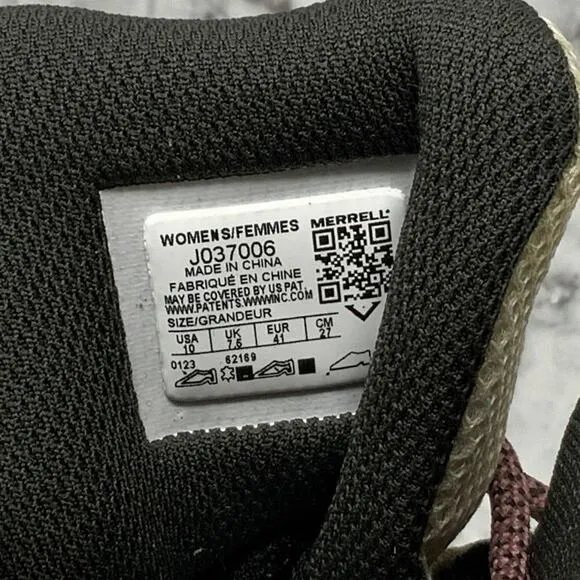 WOMENS/FEMMES
MERRELL
J037006
MADE IN CHINA
FABRIQUÉ EN CHINE
MAY BE COVERED BY US PAT.
WWW.PATENTS.WWWINC.COM
SIZE/GRANDEUR
USA UK EUR CM
10 7.5 41 27
0123 62169